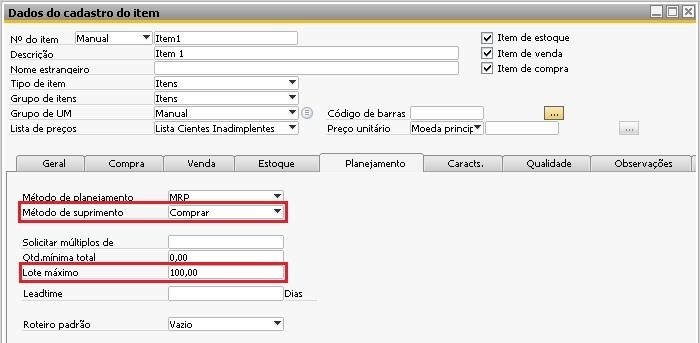 Dados do cadastro do item
Nº do item Manual Item1 Item de estoque
Descrição Item 1 Item de venda
Nome estrangeiro Item de compra
Tipo de item Itens
Grupo de itens Itens
Grupo de UM Manual Código de barras ...
Lista de preços Lista Cientes Inadimplentes Preço unitário Moeda princip ...
Geral Compra Venda Estoque Planejamento Caracts. Qualidade Observações
Método de planejamento MRP
Método de suprimento Comprar
Solicitar múltiplos de
Qtd.mínima total 0,00
Lote máximo 100,00
Leadtime Dias
Roteiro padrão Vazio